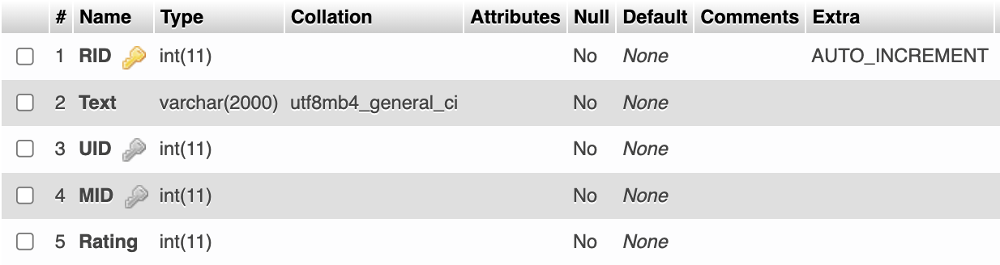 # Name Type Collation Attributes Null Default Comments Extra
1 RID int(11) No None AUTO_INCREMENT
2 Text varchar(2000) utf8mb4_general_ci No None
3 UID int(11) No None
4 MID int(11) No None
5 Rating int(11) No None